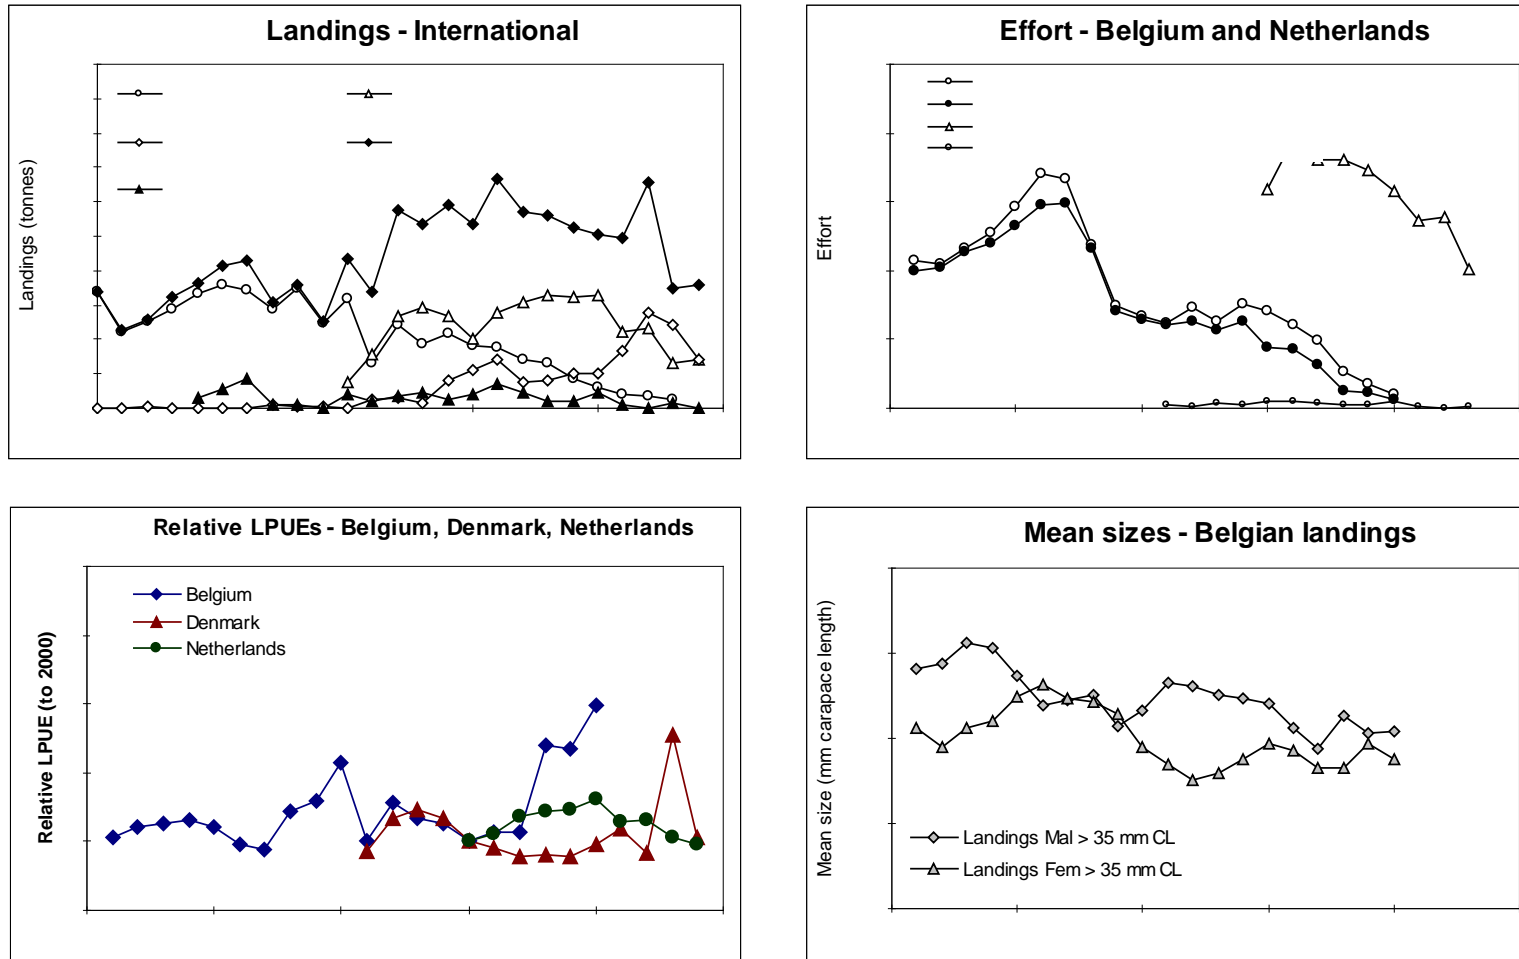 Landings - International
Landings (tonnes)
Effort - Belgium and Netherlands
Effort
Relative LPUEs - Belgium, Denmark, Netherlands
Relative LPUE (to 2000)
Belgium
Denmark
Netherlands
Mean sizes - Belgian landings
Mean size (mm carapace length)
Landings Mal > 35 mm CL
Landings Fem > 35 mm CL